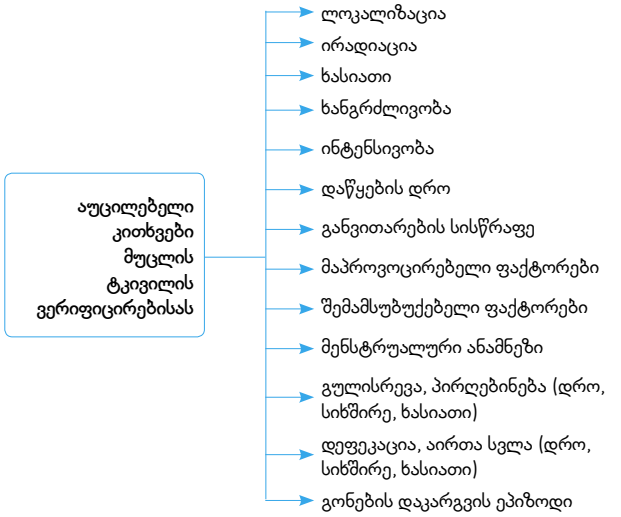 აუცილებელი
კითხვები
მუცლის
ტკივილის
ვერიფიცირებისას
ლოკალიზაცია
ირადიაცია
ხასიათი
ხანგრძლივობა
ინტენსივობა
დაწყების დრო
განვითარების სისწრაფე
მაპროვოცირებელი ფაქტორები
შემამსუბუქებელი ფაქტორები
მენსტრუალური ანამნეზი
გულისრევა, პირღებინება (დრო,
სიხშირე, ხასიათი)
დეფეკაცია, აირთა სვლა (დრო,
სიხშირე, ხასიათი)
გონების დაკარგვის ეპიზოდი